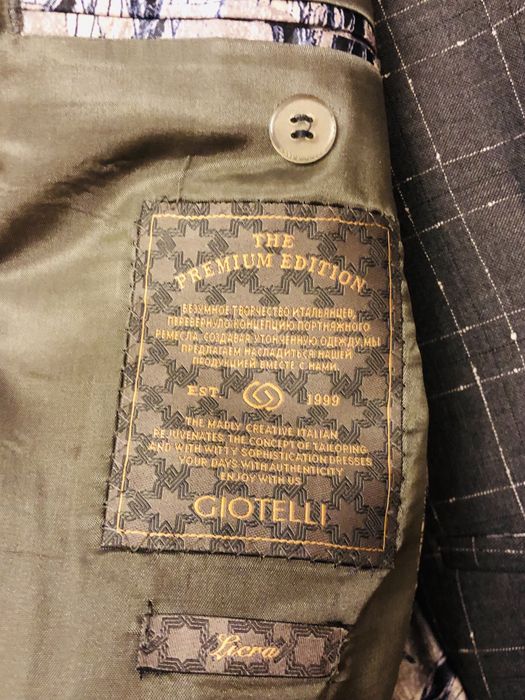 THE
PREMIUM EDITION
БЕЗУМНОЕ ТВОРЧЕСТВО ИТАЛЬЯНЦЕВ,
ПЕРЕВЕРНУЛО КОНЦЕПЦИЮ ПОРТНЯЖНОГО
РЕМЕСЛА, СОЗДАВАЯ УТОНЧЕННУЮ ОДЕЖДУ, МЫ
ПРЕДЛАГАЕМ НАСЛАДИТЬСЯ НАШЕЙ
ПРОДУКЦИЕЙ ВМЕСТЕ С НАМИ.
EST 1999
THE MADLY CREATIVE ITALIAN
REJUVENATES THE CONCEPT OF TAILORING
AND WITH WITTY SOPHISTICATION DRESSES
YOUR DAYS WITH AUTHENTICITY
ENJOY WITH US
GIOTELLI
Licra